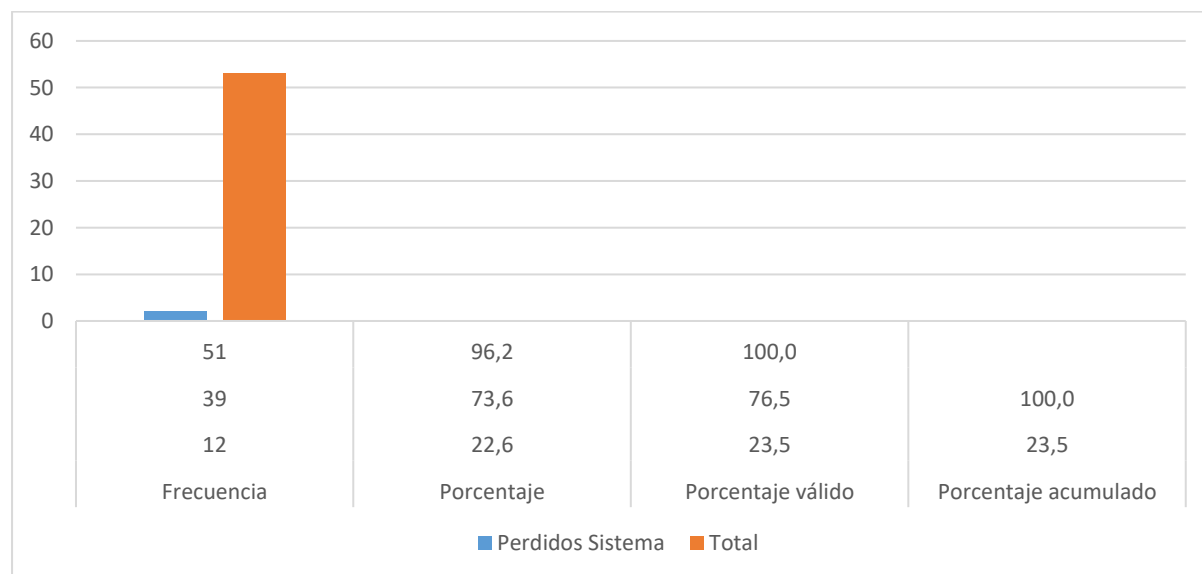 60
50
40
30
20
10
0
51 96,2 100,0
39 73,6 76,5 100,0
12 22,6 23,5 23,5
Frecuencia Porcentaje Porcentaje válido Porcentaje acumulado
Perdidos Sistema Total